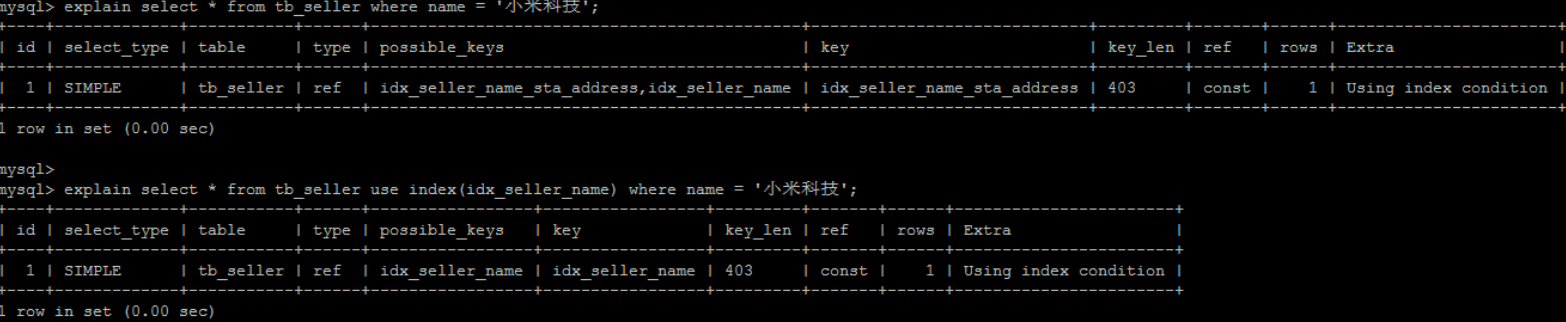 mysql> explain select * from tb_seller where name = '小米科技';
+----+-------------+-----------+------+------------------------------------------+-----------------------------+---------+-------+------+-----------------------+
| id | select_type | table | type | possible_keys | key | key_len | ref | rows | Extra |
+----+-------------+-----------+------+------------------------------------------+-----------------------------+---------+-------+------+-----------------------+
| 1 | SIMPLE | tb_seller | ref | idx_seller_name_sta_address,idx_seller_name | idx_seller_name_sta_address | 403 | const | 1 | Using index condition |
+----+-------------+-----------+------+------------------------------------------+-----------------------------+---------+-------+------+-----------------------+
1 row in set (0.00 sec)
mysql>
mysql> explain select * from tb_seller use index(idx_seller_name) where name = '小米科技';
+----+-------------+-----------+------+-----------------+-----------------+---------+-------+------+-----------------------+
| id | select_type | table | type | possible_keys | key | key_len | ref | rows | Extra |
+----+-------------+-----------+------+-----------------+-----------------+---------+-------+------+-----------------------+
| 1 | SIMPLE | tb_seller | ref | idx_seller_name | idx_seller_name | 403 | const | 1 | Using index condition |
+----+-------------+-----------+------+-----------------+-----------------+---------+-------+------+-----------------------+
1 row in set (0.00 sec)